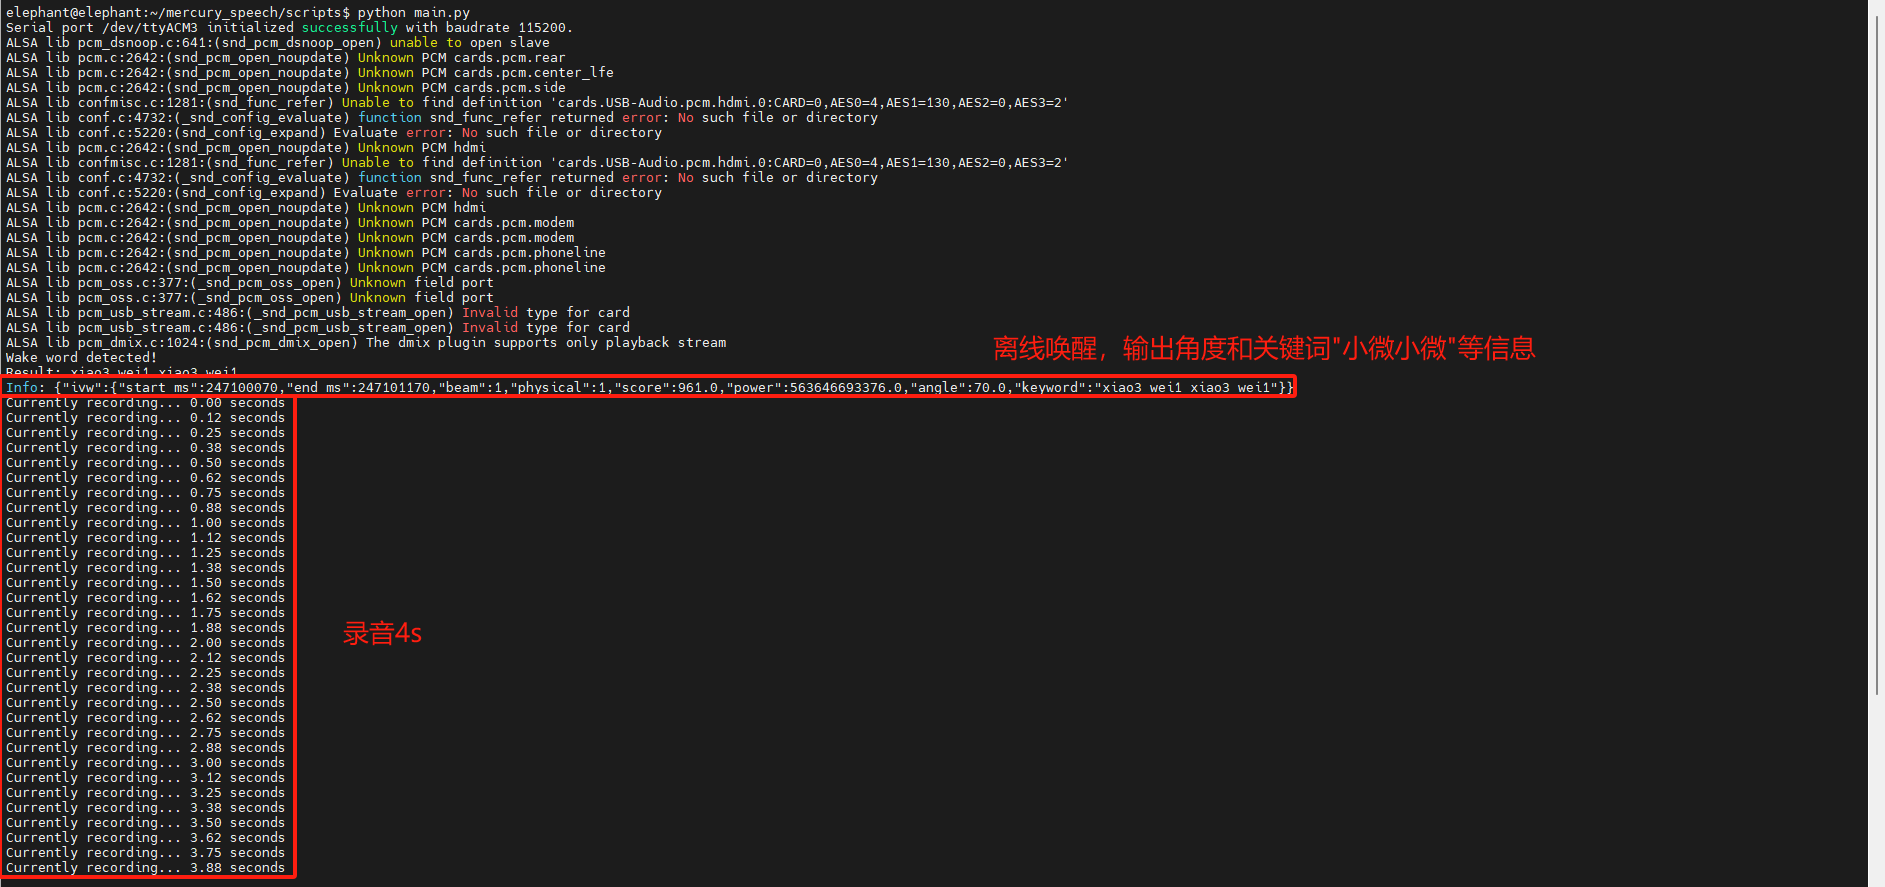 elephant@elephant:~/mercury_speech/scripts$ python main.py
Serial port /dev/ttyACM3 initialized successfully with baudrate 115200.
ALSA lib pcm_dsnoop.c:641:(snd_pcm_dsnoop_open) unable to open slave
ALSA lib pcm.c:2642:(snd_pcm_open_noupdate) Unknown PCM cards.pcm.rear
ALSA lib pcm.c:2642:(snd_pcm_open_noupdate) Unknown PCM cards.pcm.center_lfe
ALSA lib pcm.c:2642:(snd_pcm_open_noupdate) Unknown PCM cards.pcm.side
ALSA lib confmisc.c:1281:(snd_func_refer) Unable to find definition 'cards.USB-Audio.pcm.hdmi.0:CARD=0,AES0=4,AES1=130,AES2=0,AES3=2'
ALSA lib conf.c:4732:(_snd_config_evaluate) function snd_func_refer returned error: No such file or directory
ALSA lib conf.c:5220:(snd_config_expand) Evaluate error: No such file or directory
ALSA lib pcm.c:2642:(snd_pcm_open_noupdate) Unknown PCM hdmi
ALSA lib confmisc.c:1281:(snd_func_refer) Unable to find definition 'cards.USB-Audio.pcm.hdmi.0:CARD=0,AES0=4,AES1=130,AES2=0,AES3=2'
ALSA lib conf.c:4732:(_snd_config_evaluate) function snd_func_refer returned error: No such file or directory
ALSA lib conf.c:5220:(snd_config_expand) Evaluate error: No such file or directory
ALSA lib pcm.c:2642:(snd_pcm_open_noupdate) Unknown PCM hdmi
ALSA lib pcm.c:2642:(snd_pcm_open_noupdate) Unknown PCM cards.pcm.modem
ALSA lib pcm.c:2642:(snd_pcm_open_noupdate) Unknown PCM cards.pcm.modem
ALSA lib pcm.c:2642:(snd_pcm_open_noupdate) Unknown PCM cards.pcm.phoneline
ALSA lib pcm.c:2642:(snd_pcm_open_noupdate) Unknown PCM cards.pcm.phoneline
ALSA lib pcm_oss.c:377:(_snd_pcm_oss_open) Unknown field port
ALSA lib pcm_oss.c:377:(_snd_pcm_oss_open) Unknown field port
ALSA lib pcm_usb_stream.c:486:(_snd_pcm_usb_stream_open) Invalid type for card
ALSA lib pcm_usb_stream.c:486:(_snd_pcm_usb_stream_open) Invalid type for card
ALSA lib pcm_dmix.c:1024:(snd_pcm_dmix_open) The dmix plugin supports only playback stream
离线唤醒，输出角度和关键词"小微小微"等信息
Wake word detected!
Result: xiao3 wei1 xiao3 wei1
Info: {"ivw":{"start_ms":247100070,"end_ms":247101170,"beam":1,"physical":1,"score":961.0,"power":563646693376.0,"angle":70.0,"keyword":"xiao3 wei1 xiao3 wei1"}}
Currently recording... 0.00 seconds
Currently recording... 0.12 seconds
Currently recording... 0.25 seconds
Currently recording... 0.38 seconds
Currently recording... 0.50 seconds
Currently recording... 0.62 seconds
Currently recording... 0.75 seconds
Currently recording... 0.88 seconds
Currently recording... 1.00 seconds
Currently recording... 1.12 seconds
Currently recording... 1.25 seconds
Currently recording... 1.38 seconds
Currently recording... 1.50 seconds
Currently recording... 1.62 seconds
Currently recording... 1.75 seconds
Currently recording... 1.88 seconds
录音4s
Currently recording... 2.00 seconds
Currently recording... 2.12 seconds
Currently recording... 2.25 seconds
Currently recording... 2.38 seconds
Currently recording... 2.50 seconds
Currently recording... 2.62 seconds
Currently recording... 2.75 seconds
Currently recording... 2.88 seconds
Currently recording... 3.00 seconds
Currently recording... 3.12 seconds
Currently recording... 3.25 seconds
Currently recording... 3.38 seconds
Currently recording... 3.50 seconds
Currently recording... 3.62 seconds
Currently recording... 3.75 seconds
Currently recording... 3.88 seconds